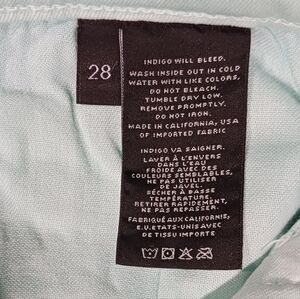 28
INDIGO WILL BLEED.
WASH INSIDE OUT IN COLD
WATER WITH LIKE COLORS,
DO NOT BLEACH.
TUMBLE DRY LOW.
REMOVE PROMPTLY.
DO NOT IRON.
MADE IN CALIFORNIA, USA
OF IMPORTED FABRIC
INDIGO VA SAIGNER.
LAVER À L'ENVERS
DANS L'EAU
FROIDE AVEC DES
COULEURS SEMBLABLES,
NE PAS UTILISER
DE JAVEL.
SÉCHER À BASSE
TEMPÉRATURE.
RETIRER RAPIDEMENT,
NE PAS REPASSER.
FABRIQUÉ AUX CALIFORNIE,
E.U.ETATS-UNIS AVEC
DE TISSU IMPORTE